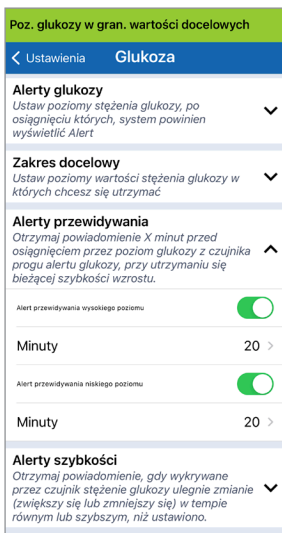 Poz. glukozy w gran. wartości docelowych
Ustawienia Glukoza
Alerty glukozy
Ustaw poziomy stężenia glukozy, po
osiągnięciu których, system powinien
wyświetlić Alert
Zakres docelowy
Ustaw poziomy wartości stężenia glukozy w
których chcesz się utrzymać
Alerty przewidywania
Otrzymaj powiadomienie X minut przed
osiągnięciem przez poziom glukozy z czujnika
progu alertu glukozy, przy utrzymaniu się
bieżącej szybkości wzrostu.
Alert przewidywania wysokiego poziomu
Minuty 20
Alert przewidywania niskiego poziomu
Minuty 20
Alerty szybkości
Otrzymaj powiadomienie, gdy wykrywane
przez czujnik stężenie glukozy ulegnie zmianie
(zwiększy się lub zmniejszy się) w tempie
równym lub szybszym, niż ustawiono.